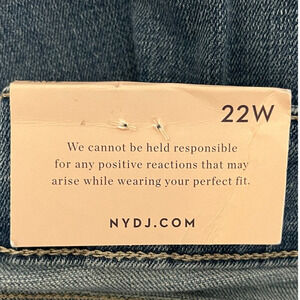 22W
We cannot be held responsible
for any positive reactions that may
arise while wearing your perfect fit.
NYDJ.COM